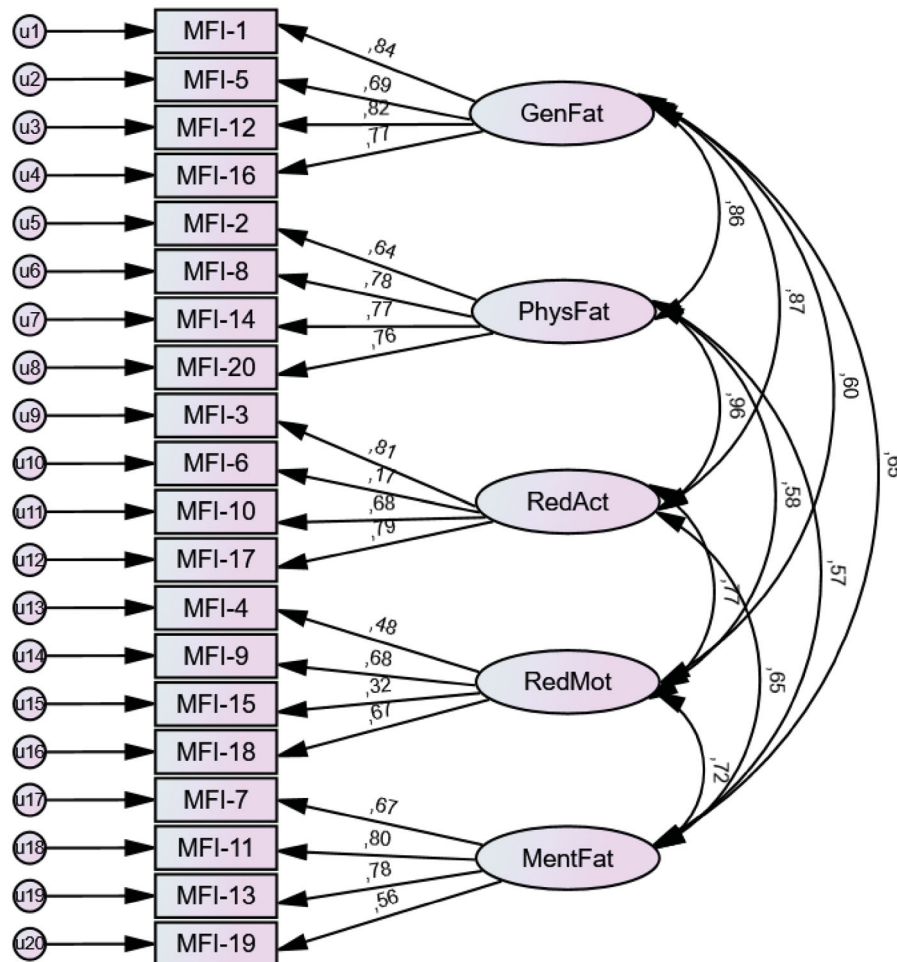 u1
MFI-1
u2
MFI-5
u3
MFI-12
u4
MFI-16
u5
MFI-2
u6
MFI-8
u7
MFI-14
u8
MFI-20
u9
MFI-3
u10
MFI-6
u11
MFI-10
u12
MFI-17
u13
MFI-4
u14
MFI-9
u15
MFI-15
u16
MFI-18
u17
MFI-7
u18
MFI-11
u19
MFI-13
u20
MFI-19
,84
,69
,82
,77
,64
,78
,77
,76
,81
,17
,68
,79
,48
,68
,32
,67
,67
,80
,78
,56
GenFat
PhysFat
RedAct
RedMot
MentFat
,86
,87
,60
,65
,96
,58
,57
,77
,65
,72